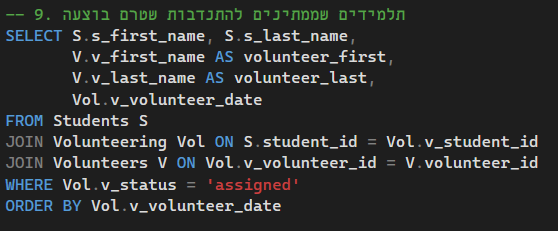 -- 9. תלמידים שממתינים להתנדבות שטרם בוצעה
SELECT S.s_first_name, S.s_last_name,
       V.v_first_name AS volunteer_first,
       V.v_last_name AS volunteer_last,
       Vol.v_volunteer_date
FROM Students S
JOIN Volunteering Vol ON S.student_id = Vol.v_student_id
JOIN Volunteers V ON Vol.v_volunteer_id = V.volunteer_id
WHERE Vol.v_status = 'assigned'
ORDER BY Vol.v_volunteer_date